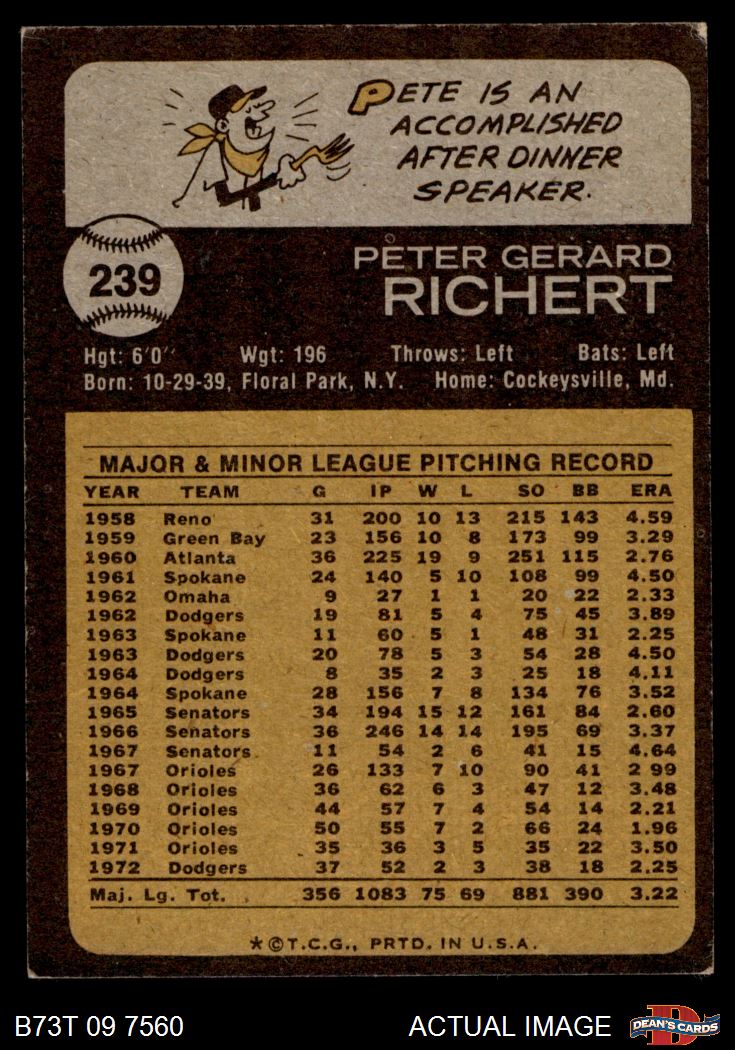 PETE IS AN
ACCOMPLISHED
AFTER DINNER
SPEAKER.
239
PETER GERARD
RICHERT
Hgt: 6'0" Wgt: 196 Throws: Left Bats: Left
Born: 10-29-39, Floral Park, N.Y. Home: Cockeysville, Md.
MAJOR & MINOR LEAGUE PITCHING RECORD
YEAR TEAM G IP W L SO BB ERA
1958 Reno 31 200 10 13 215 143 4.59
1959 Green Bay 23 156 10 8 173 99 3.29
1960 Atlanta 36 225 19 9 251 115 2.76
1961 Spokane 24 140 5 10 108 99 4.50
1962 Omaha 9 27 1 1 20 22 2.33
1962 Dodgers 19 81 5 4 75 45 3.89
1963 Spokane 11 60 5 1 48 31 2.25
1963 Dodgers 20 78 5 3 54 28 4.50
1964 Dodgers 8 35 2 3 25 18 4.11
1964 Spokane 28 156 7 8 134 76 3.52
1965 Senators 34 194 15 12 161 84 2.60
1966 Senators 36 246 14 14 195 69 3.37
1967 Senators 11 54 2 6 41 15 4.64
1967 Orioles 26 133 7 10 90 41 2 99
1968 Orioles 36 62 6 3 47 12 3.48
1969 Orioles 44 57 7 4 54 14 2.21
1970 Orioles 50 55 7 2 66 24 1.96
1971 Orioles 35 36 3 5 35 22 3.50
1972 Dodgers 37 52 2 3 38 18 2.25
Maj. Lg. Tot. 356 1083 75 69 881 390 3.22
★©T.C.G., PRTD. IN U.S.A.
B73T 09 7560 ACTUAL IMAGE D DEAN'S CARDS